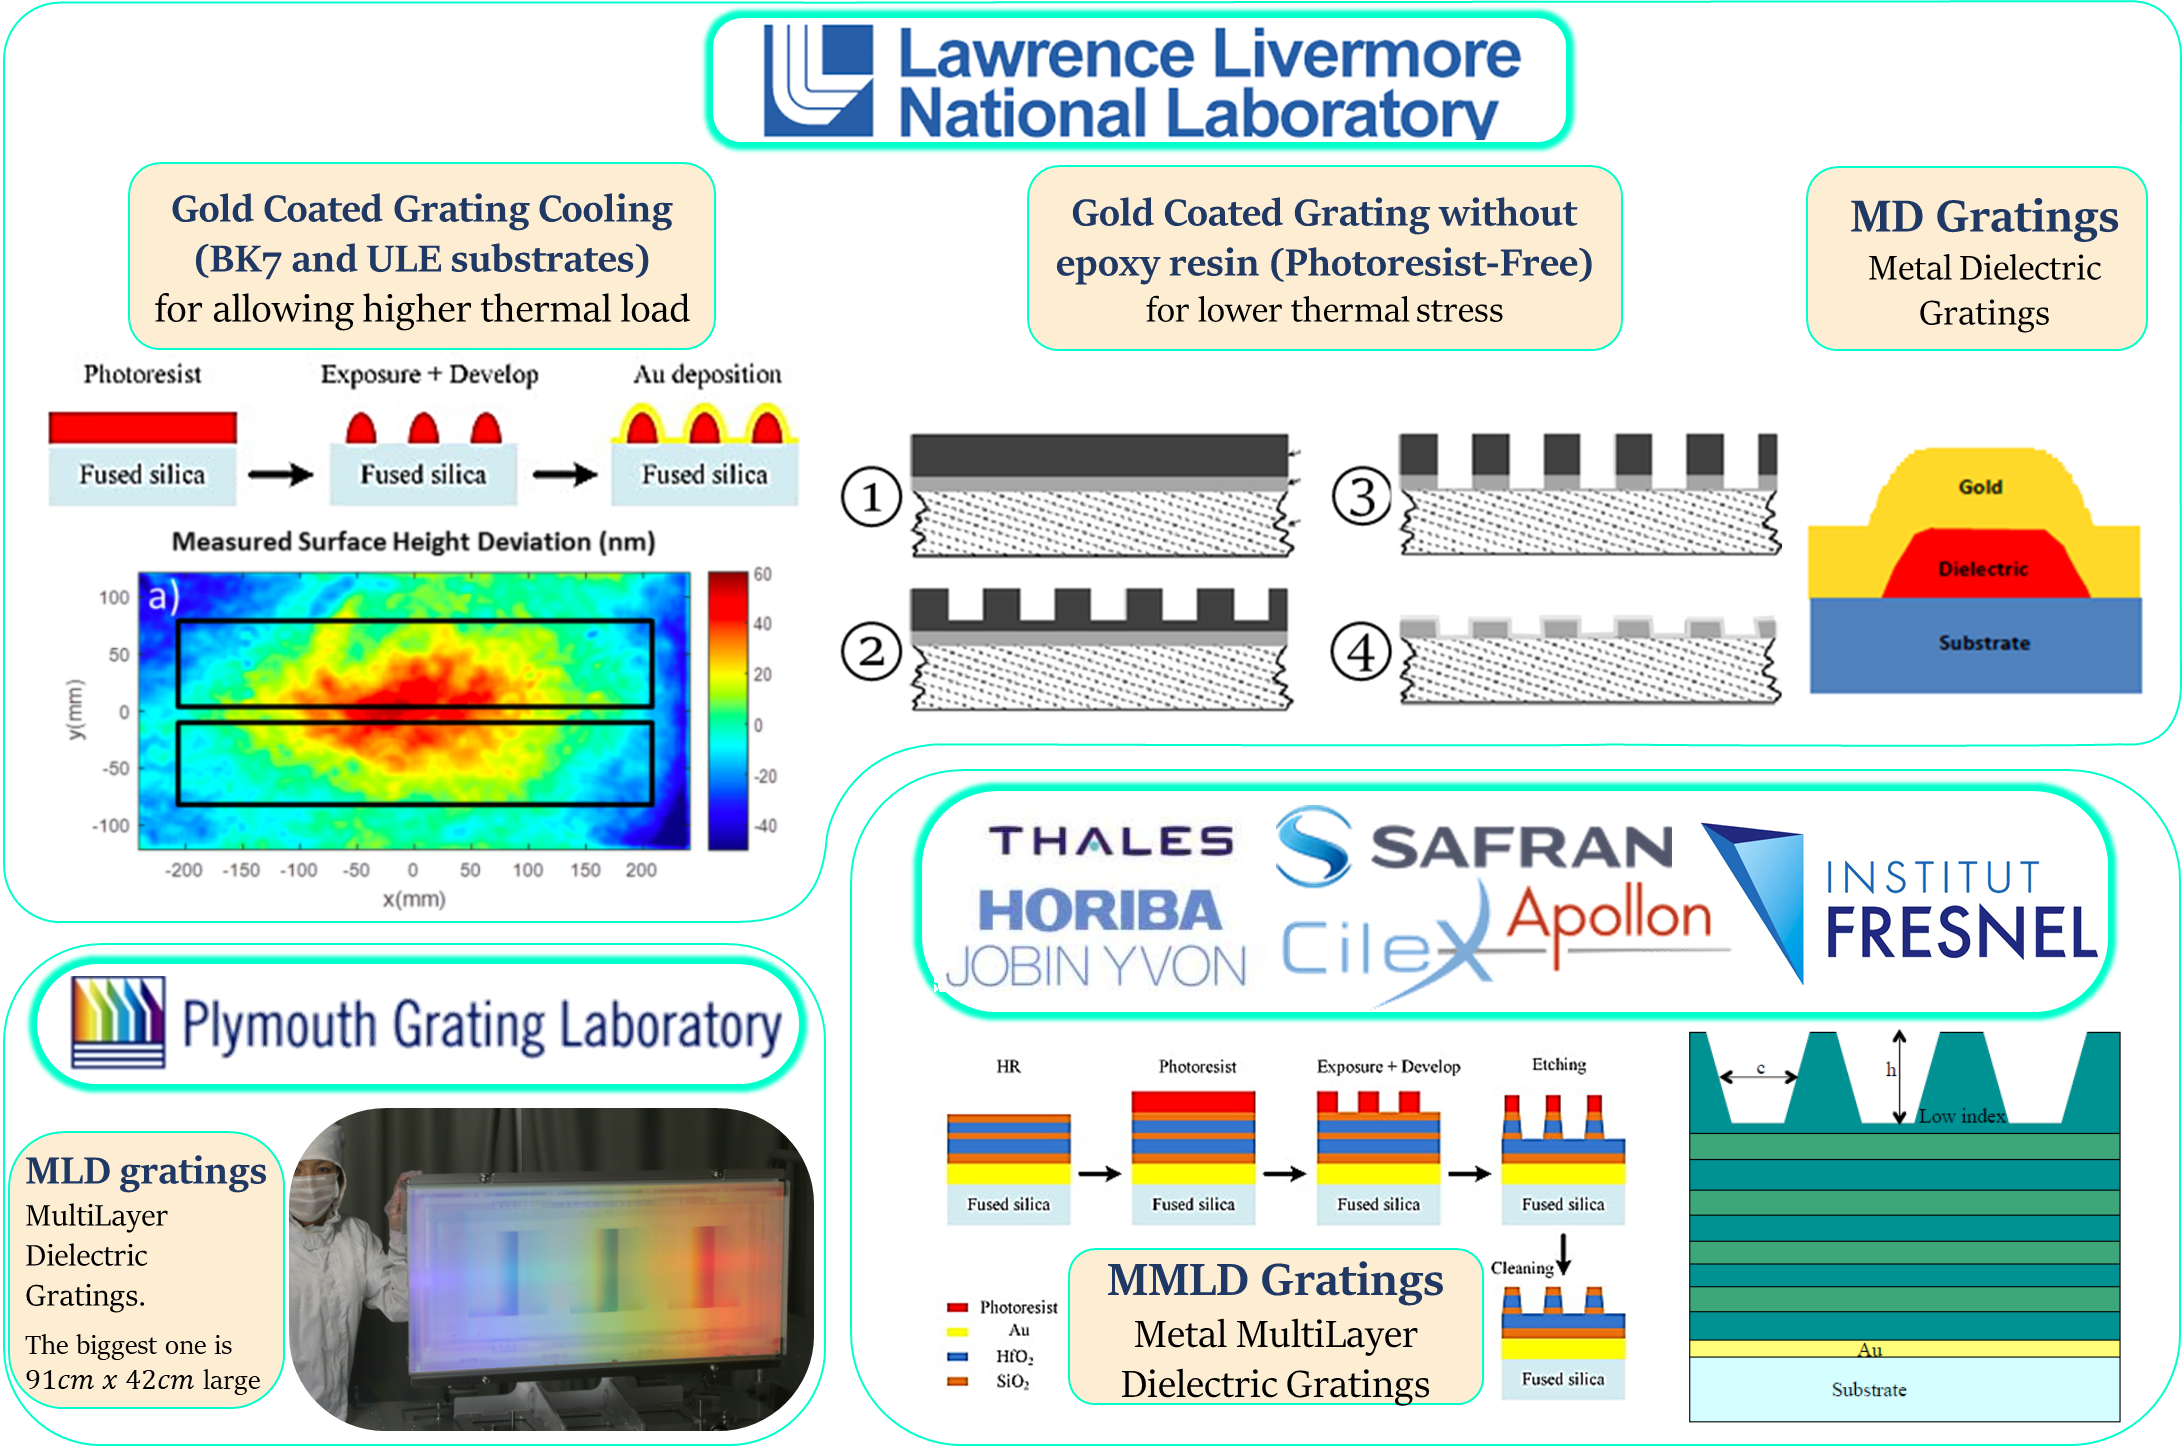 Lawrence Livermore
National Laboratory
Gold Coated Grating Cooling
(BK7 and ULE substrates)
for allowing higher thermal load
Gold Coated Grating without
epoxy resin (Photoresist-Free)
for lower thermal stress
MD Gratings
Metal Dielectric
Gratings
Photoresist
Exposure + Develop
Au deposition
Fused silica
Fused silica
Fused silica
Measured Surface Height Deviation (nm)
a)
100
50
0
-50
-100
y(mm)
-200 -150 -100 -50 0 50 100 150 200
x(mm)
60
40
20
0
-20
-40
1
2
3
4
Gold
Dielectric
Substrate
Plymouth Grating Laboratory
MLD gratings
MultiLayer
Dielectric
Gratings.
The biggest one is
91cm x 42cm large
THALES
SAFRAN
HORIBA
JOBIN YVON
Cilex
Apollon
INSTITUT
FRESNEL
HR
Photoresist
Exposure + Develop
Etching
Fused silica
Fused silica
Fused silica
Fused silica
Cleaning
Fused silica
Photoresist
Au
HfO₂
SiO₂
MMLD Gratings
Metal MultiLayer
Dielectric Gratings
c
h
Low index
Au
Substrate